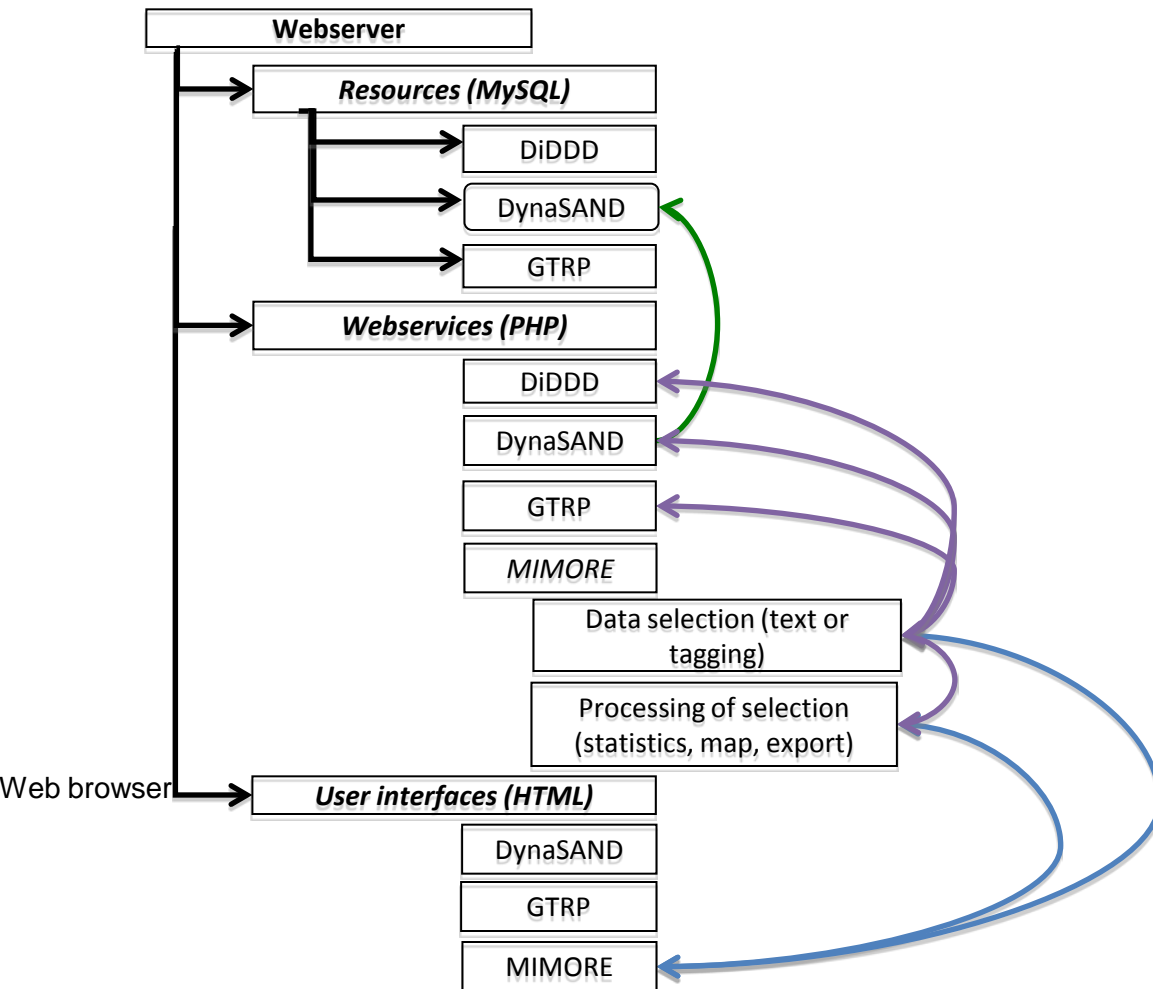 Webserver
Resources (MySQL)
DiDDD
DynaSAND
GTRP
Webservices (PHP)
DiDDD
DynaSAND
GTRP
MIMORE
Data selection (text or
tagging)
Processing of selection
(statistics, map, export)
Web browser
User interfaces (HTML)
DynaSAND
GTRP
MIMORE